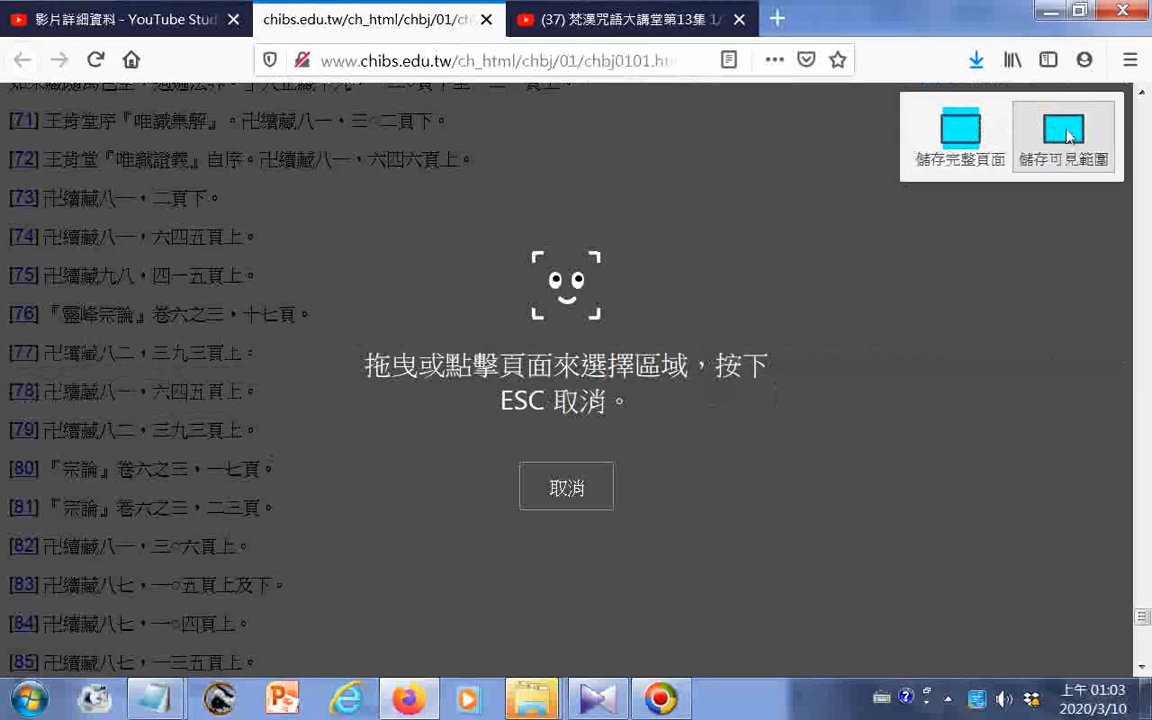 影片詳細資料 - YouTube Stud
chibs.edu.tw/ch_html/chbj/01/ch
(37) 梵漢咒語大講堂第13集 1/
www.chibs.edu.tw/ch_html/chbj/01/chbj0101.htm
[71] 王肯堂序『唯識集解』。卍續藏八一，三○二頁下。
[72] 王肯堂『唯識證義』自序。卍續藏八一，六四六頁上。
[73] 卍續藏八一，二頁下。
[74] 卍續藏八一，六四五頁上。
[75] 卍續藏九八，四一五頁上。
[76] 『靈峰宗論』卷六之三，十七頁。
[77] 卍續藏八二，三九三頁上。
[78] 卍續藏八一，六四五頁上。
[79] 卍續藏八二，三九三頁上。
[80] 『宗論』卷六之三，一七頁。
[81] 『宗論』卷六之三，二三頁。
[82] 卍續藏八一，三○六頁上。
[83] 卍續藏八七，一○五頁上及下。
[84] 卍續藏八七，一○四頁上。
[85] 卍續藏八七，一三五頁上。
儲存完整頁面
儲存可見範圍
拖曳或點擊頁面來選擇區域，按下
ESC 取消。
取消
上午 01:03
2020/3/10